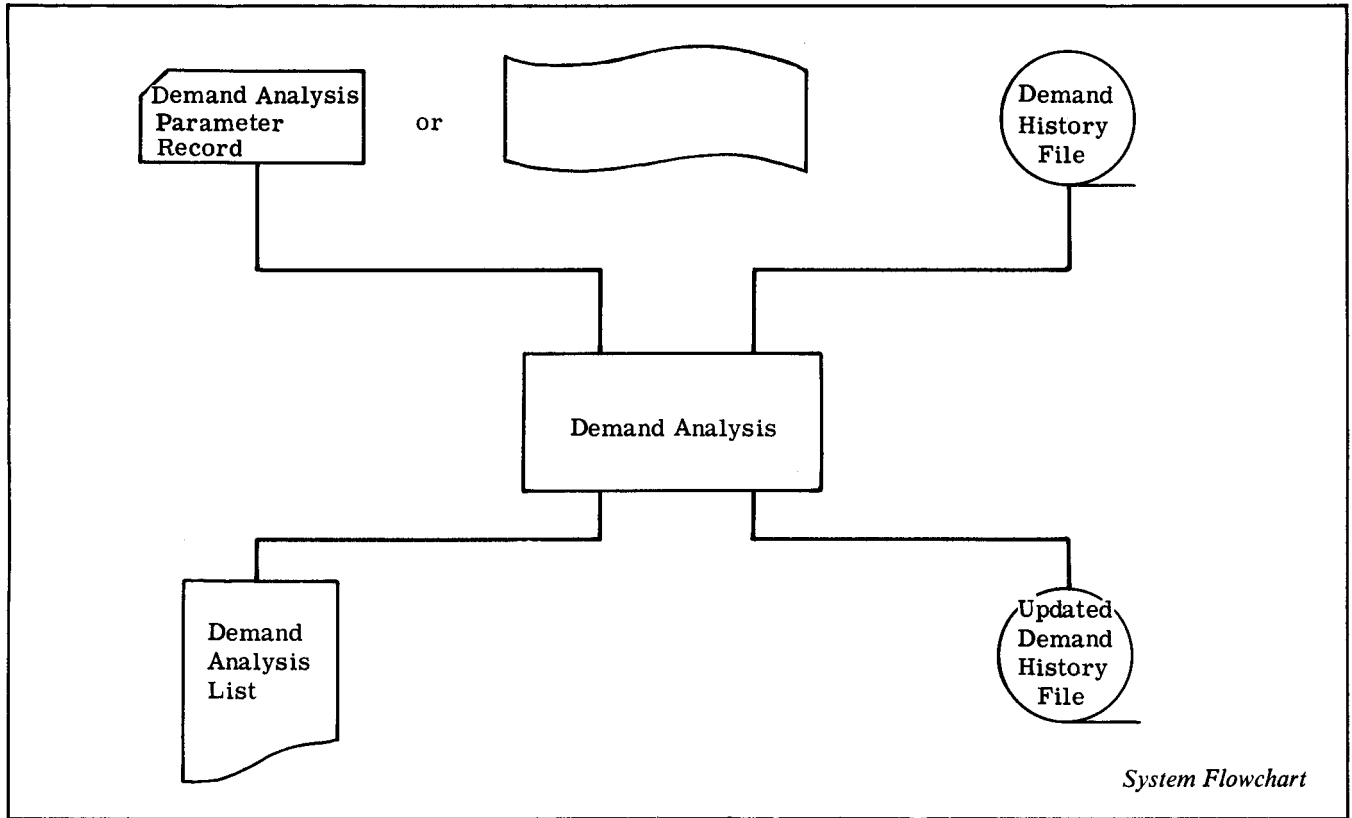 Demand Analysis
Parameter
Record
or
Demand
History
File
Demand Analysis
Demand
Analysis
List
Updated
Demand
History
File
System Flowchart